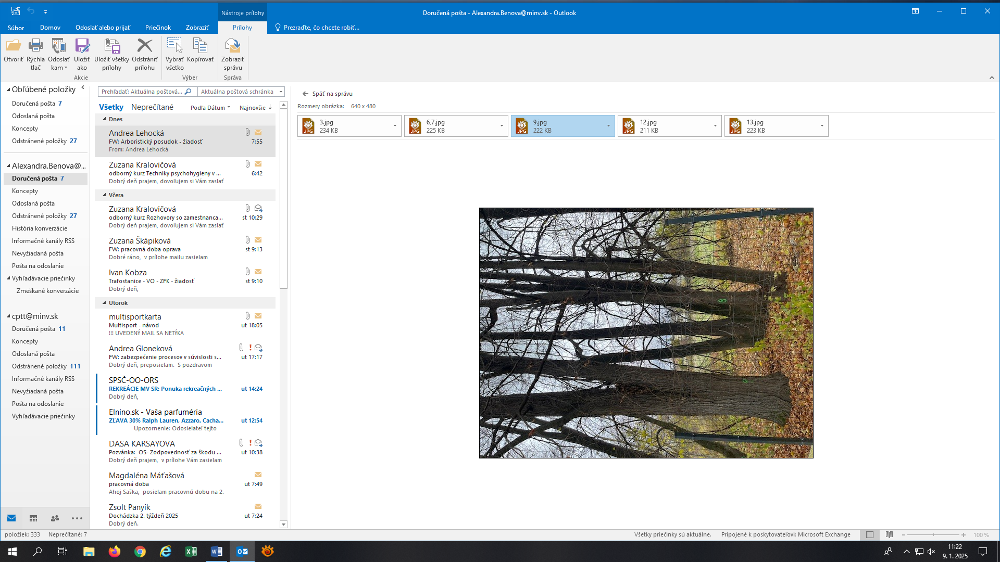 Nástroje prílohy
Doručená pošta - Alexandra.Benova@minv.sk - Outlook
Súbor
Domov
Odoslať alebo prijať
Priečinok
Zobraziť
Prílohy
Prezraďte, čo chcete robiť...
Otvoriť
Rýchla
tlač
Odoslať
kam
Uložiť
ako
Uložiť všetky
prílohy
Odstrániť
prílohu
Vybrať
všetko
Kopírovať
Zobraziť
správu
Akcie
Výber
Správa
Obľúbené položky
Doručená pošta 7
Odoslaná pošta
Koncepty
Odstránené položky 27
Alexandra.Benova@...
Doručená pošta 7
Koncepty
Odoslaná pošta
Odstránené položky 27
História konverzácie
Informačné kanály RSS
Nevyžiadaná pošta
Pošta na odoslanie
Vyhľadávacie priečinky
Zmeškané konverzácie
cptt@minv.sk
Doručená pošta 11
Koncepty
Odoslaná pošta
Odstránené položky 111
Informačné kanály RSS
Nevyžiadaná pošta
Pošta na odoslanie
Vyhľadávacie priečinky
Prehľadať: Aktuálna poštová...
Aktuálna poštová schránka
Všetky Neprečítané
Podľa Dátum
Najnovšie
Dnes
Andrea Lehocká
FW: Arboristický posudok - žiadosť 7:55
From: Andrea Lehocká
Zuzana Kralovičová
odborný kurz Techniky psychohygieny v ... 6:42
Dobrý deň prajem, dovoľujem si Vám zaslať
Včera
Zuzana Kralovičová
odborný kurz Rozhovory so zamestnanca... st 10:29
Dobrý deň prajem, dovoľujem si Vám zaslať
Zuzana Škápiková
FW: pracovná doba oprava st 9:13
Dobré ráno, v prílohe mailu zasielam
Ivan Kobza
Trafostanice - VO - ZFK - žiadosť st 9:10
Dobrý deň,
Utorok
multisportkarta
Multisport - návod ut 18:05
!!! UVEDENÝ MAIL SA NETÝKA
Andrea Gloneková
FW: zabezpečenie procesov v súvislosti s... ut 17:17
Dobrý deň, preposielam. S pozdravom
SPSČ-OO-ORS
REKREÁCIE MV SR: Ponuka rekreačných ... ut 14:24
Dobrý deň,
Elnino.sk - Vaša parfuméria
ZĽAVA 30% Ralph Lauren, Azzaro, Cacha... ut 12:54
Upozornenie: Odosielateľ tejto
DASA KARSAYOVA
Pozvánka: OS- Zodpovednosť za škodu ... ut 10:38
Dobrý deň prajem, v prílohe Vám zasielam
Magdaléna Máťašová
pracovná doba ut 7:49
Ahoj Saška, posielam pracovnú dobu na 2.
Zsolt Panyik
Dochádzka 2. týždeň 2025 ut 7:24
Dobrý deň.
Späť na správu
Rozmery obrázka: 640 x 480
JPG
3.jpg
234 KB
JPG
6,7.jpg
225 KB
JPG
9.jpg
222 KB
JPG
12.jpg
211 KB
JPG
13.jpg
223 KB
8
položiek: 333 Neprečítané: 7
Všetky priečinky sú aktuálne.
Pripojené k poskytovateľovi: Microsoft Exchange
100 %
11:22
9. 1. 2025